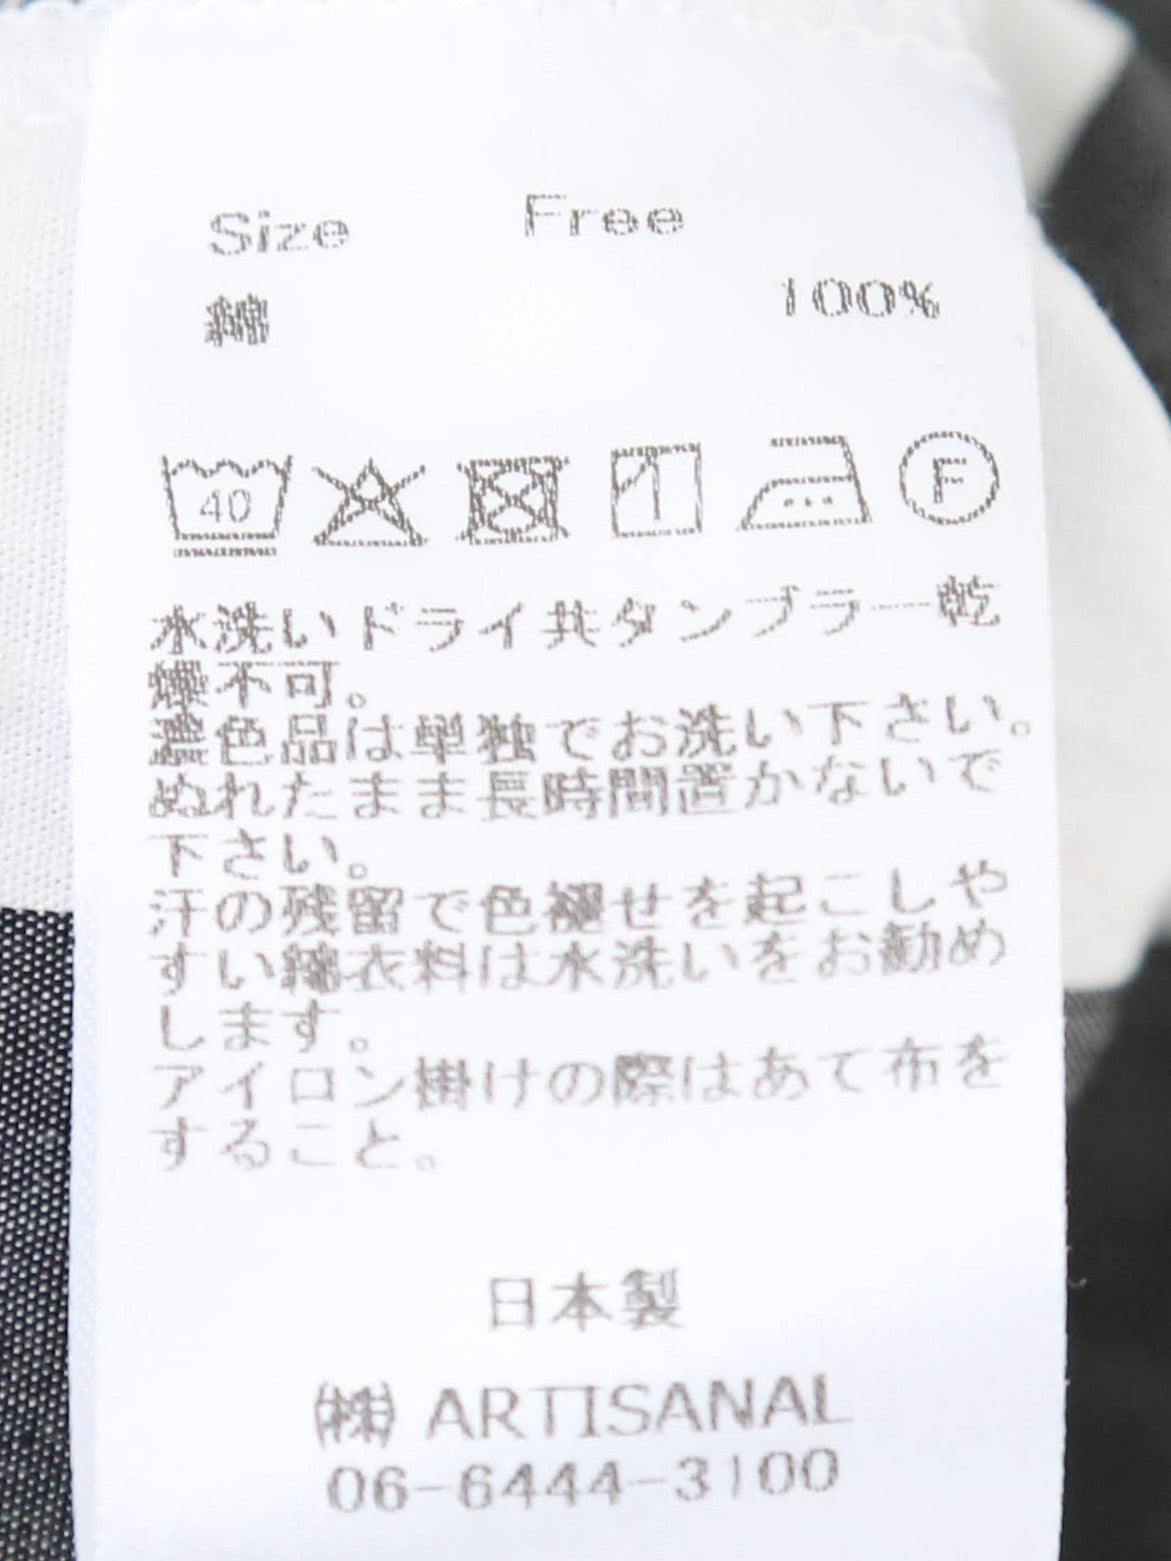 Size Free
綿 100%
40
F
水洗いドライ共タンブラー乾
燥不可。
濃色品は単独でお洗い下さい。
ぬれたまま長時間置かないで
下さい。
汗の残留で色褪せを起こしや
すい綿衣料は水洗いをお勧め
します。
アイロン掛けの際はあて布を
すること。
日本製
㈱ ARTISANAL
06-6444-3100